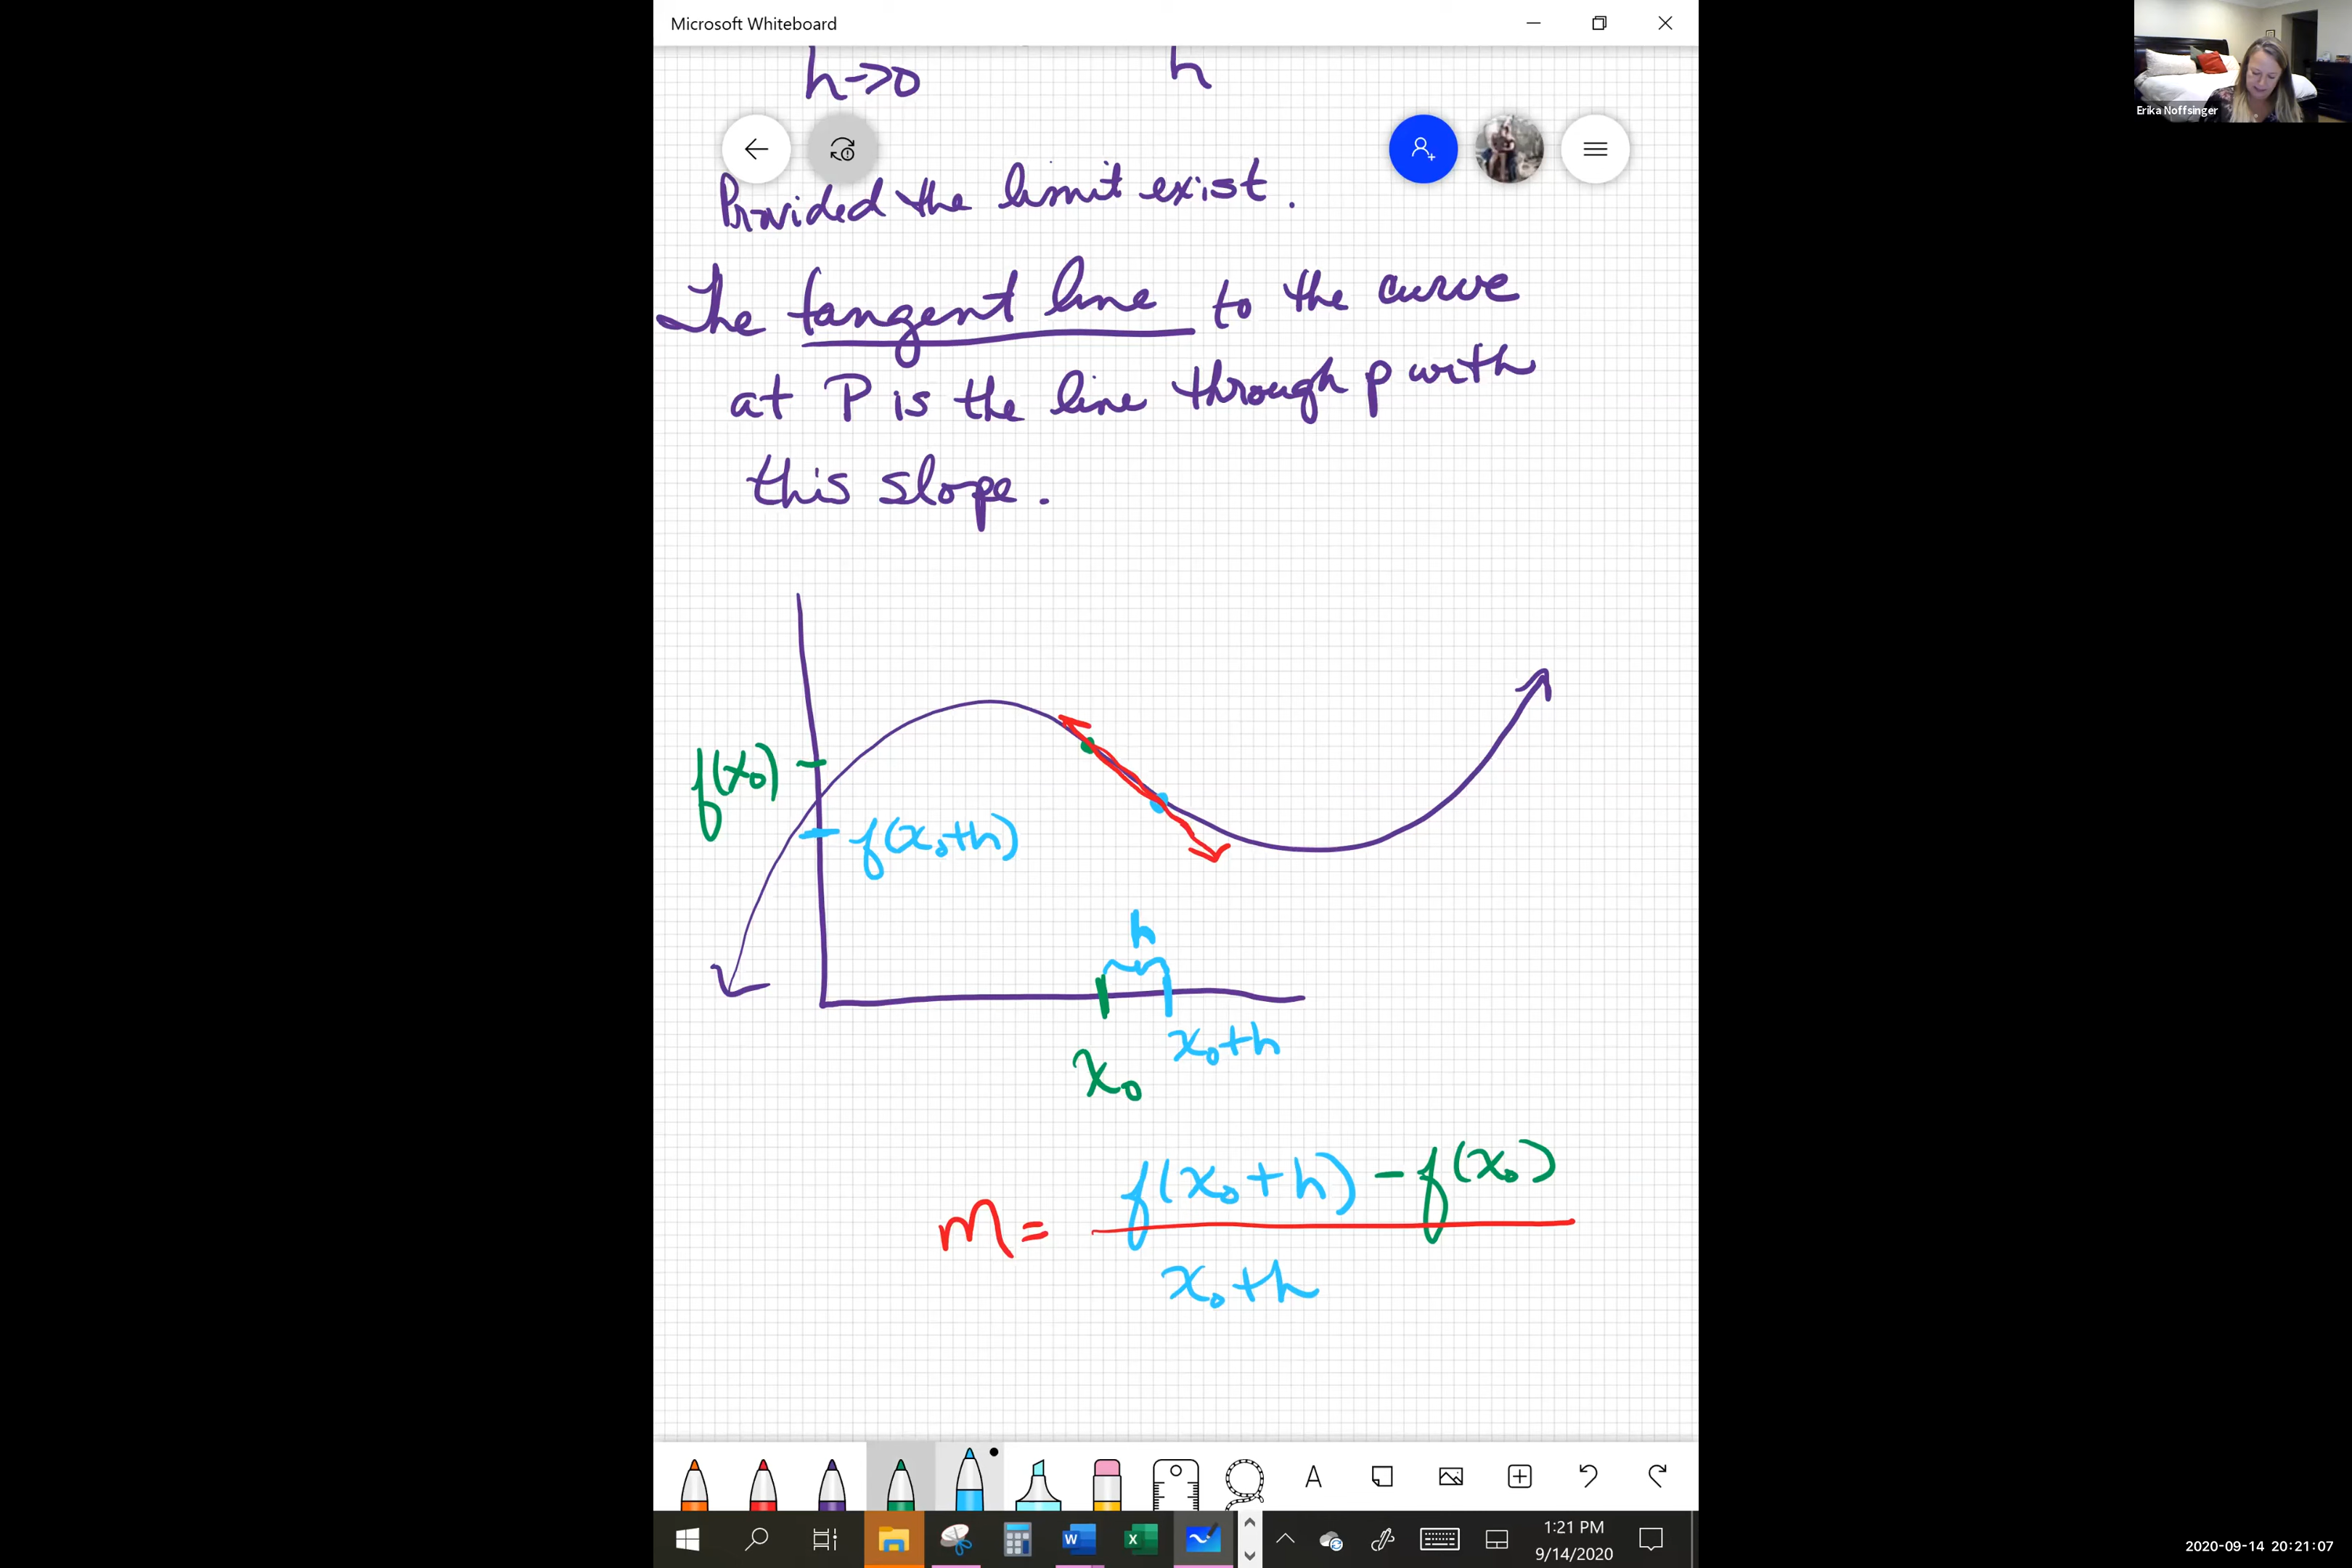 Microsoft Whiteboard
h->0 h
Erika Noffsinger
Provided the limit exist.
The tangent line to the curve
at P is the line through p with
this slope.
f(x₀)
f(x₀+h)
h
x₀+h
x₀
m = f(x₀+h) - f(x₀)
x₀+h
A
W
X
1:21 PM
9/14/2020
2020-09-14 20:21:07